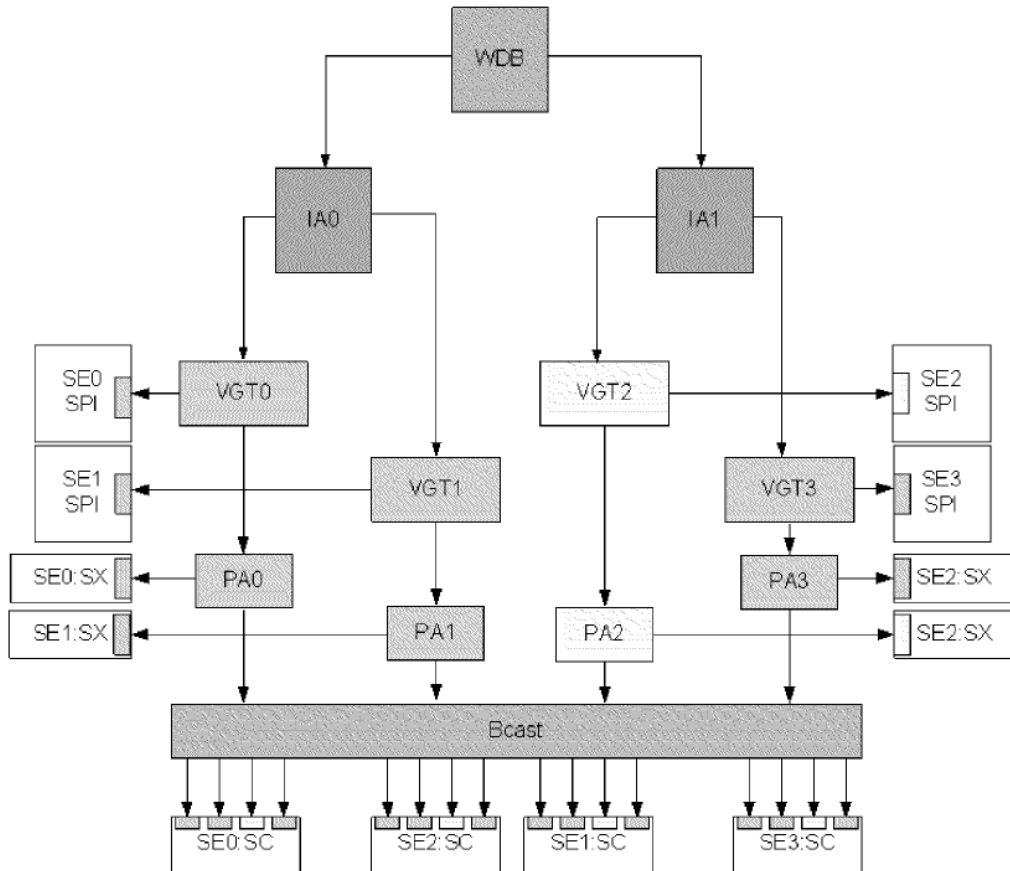 WDB
IA0
IA1
SE0
SPI
VGT0
VGT2
SE2
SPI
SE1
SPI
VGT1
VGT3
SE3
SPI
SE0:SX
PA0
PA3
SE2:SX
SE1:SX
PA1
PA2
SE2:SX
Bcast
SE0:SC
SE2:SC
SE1:SC
SE3:SC